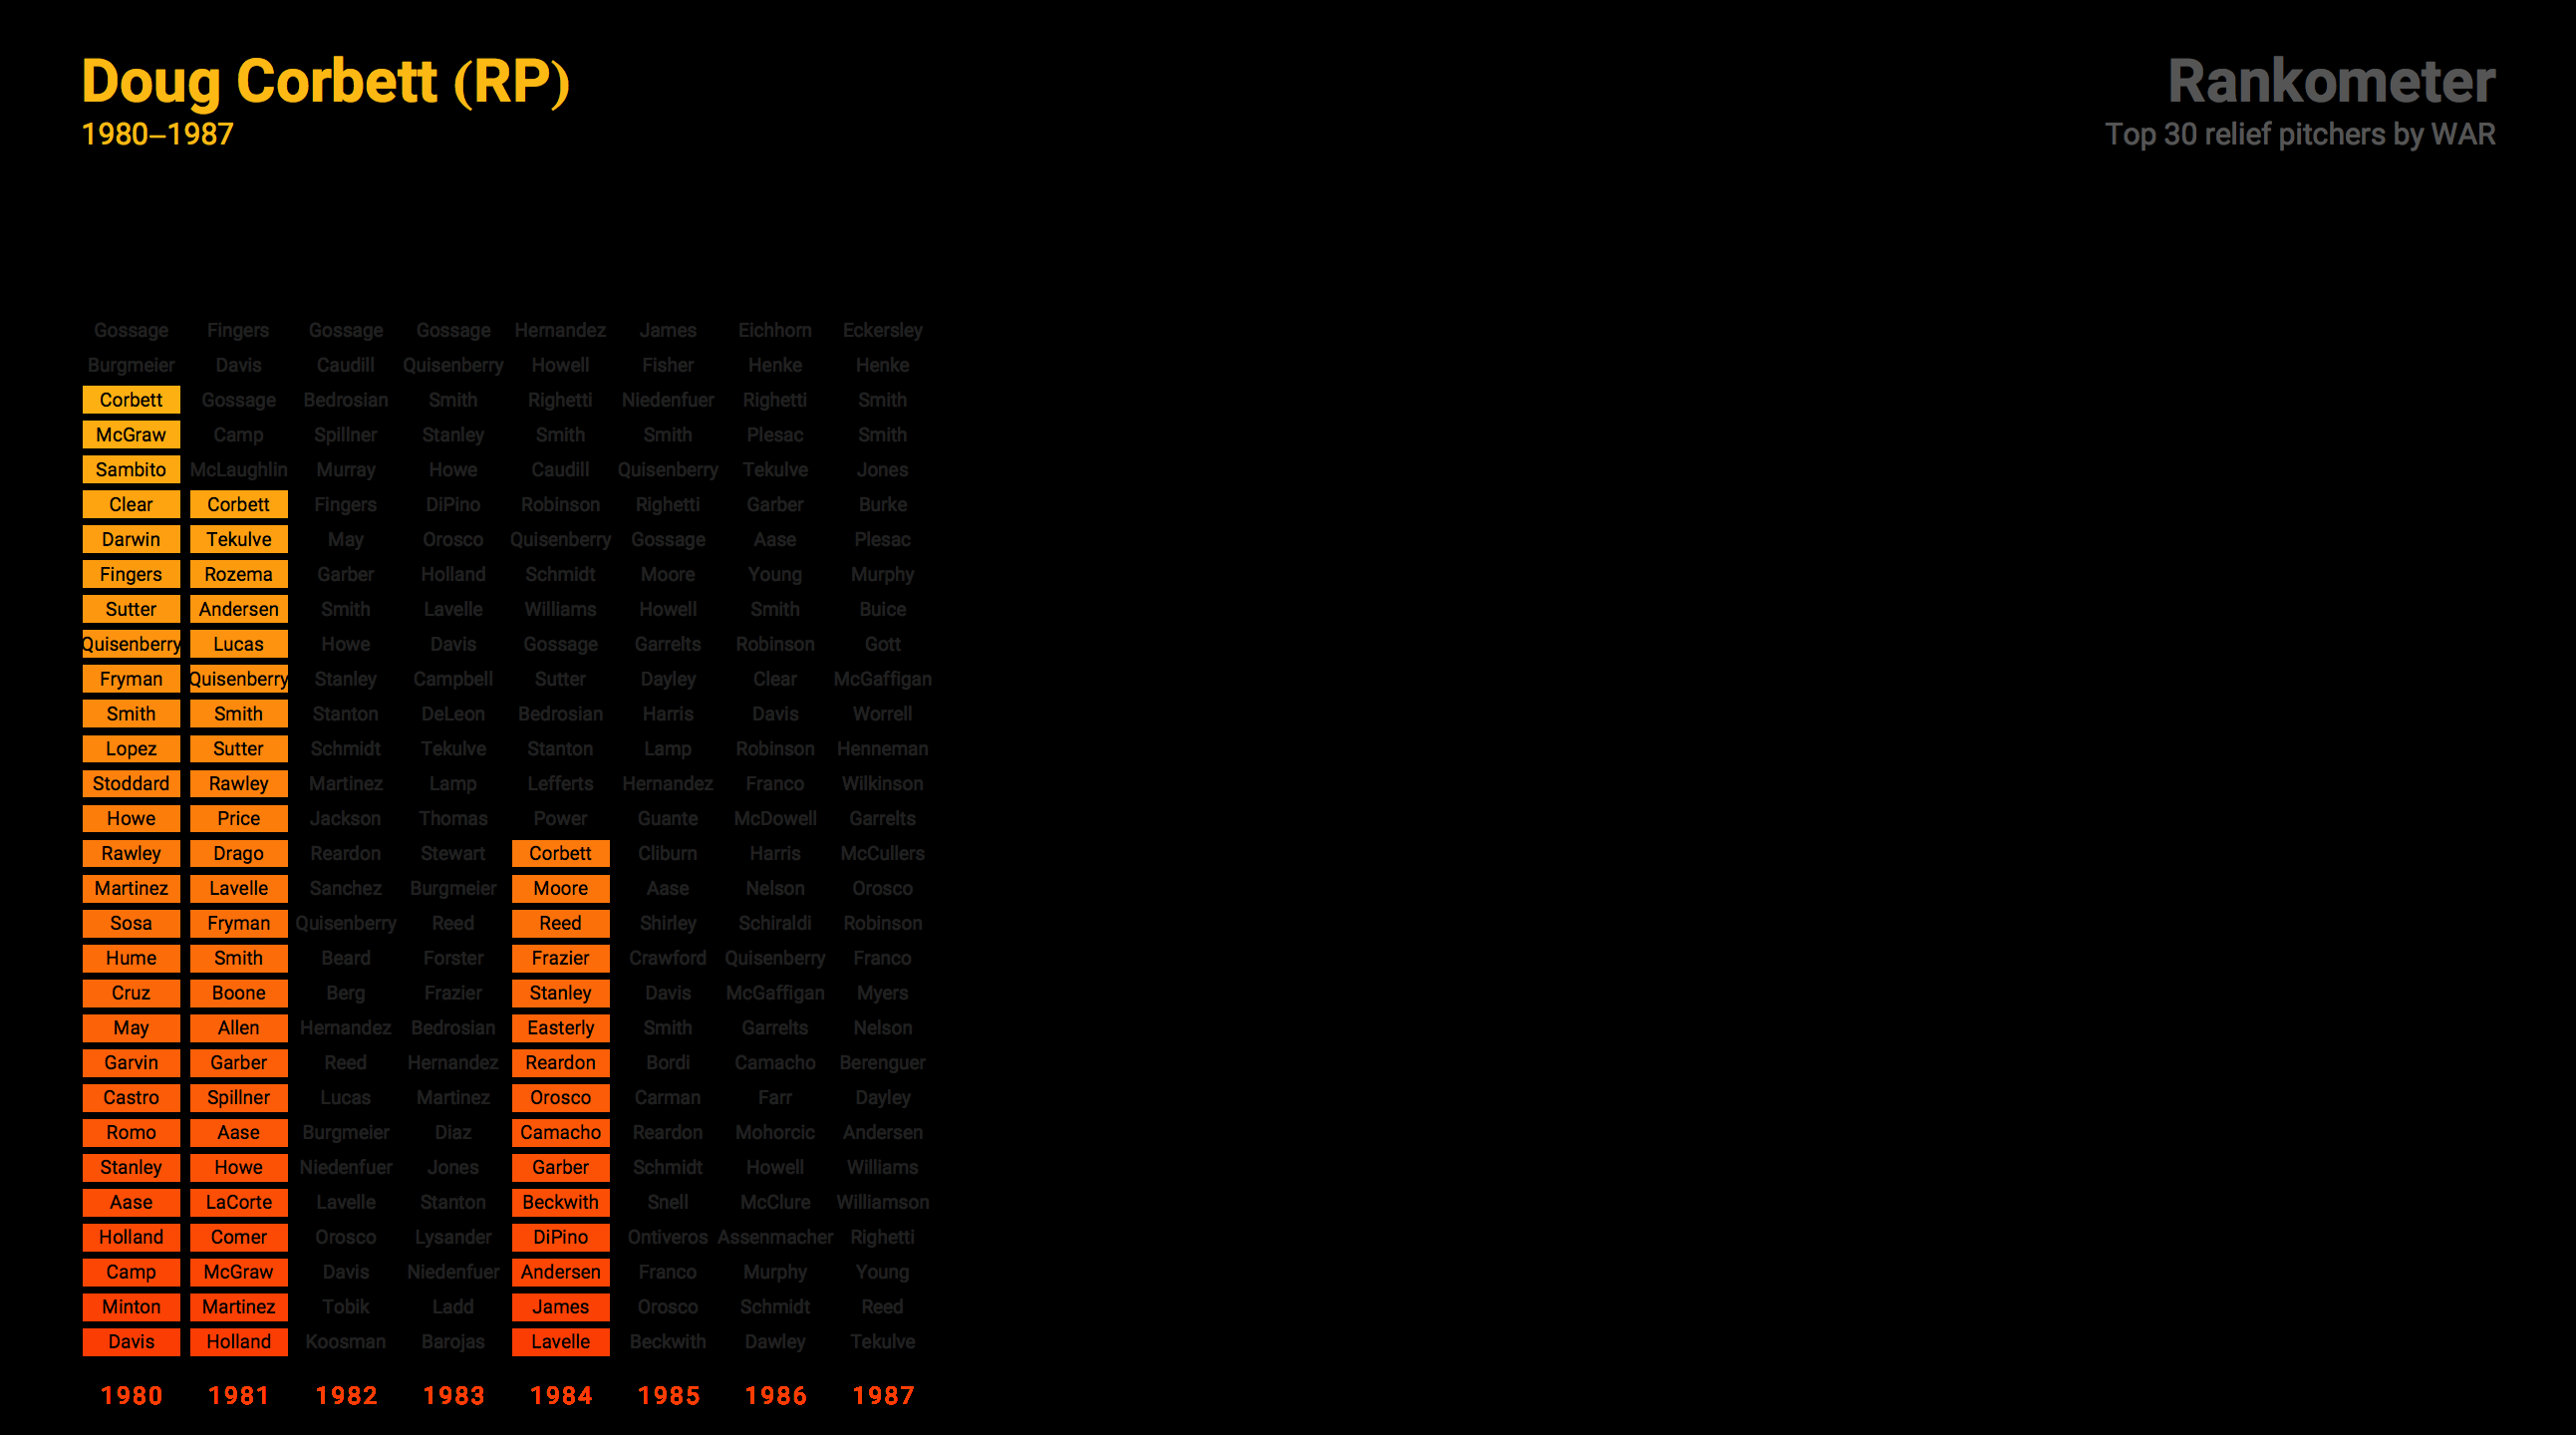 Doug Corbett (RP)
1980–1987
Rankometer
Top 30 relief pitchers by WAR
Gossage Fingers Gossage Gossage Hernandez James Eichhorn Eckersley
Burgmeier Davis Caudill Quisenberry Howell Fisher Henke Henke
Corbett Gossage Bedrosian Smith Righetti Niedenfuer Righetti Smith
McGraw Camp Spillner Stanley Smith Smith Plesac Smith
Sambito McLaughlin Murray Howe Caudill Quisenberry Tekulve Jones
Clear Corbett Fingers DiPino Robinson Righetti Garber Burke
Darwin Tekulve May Orosco Quisenberry Gossage Aase Plesac
Fingers Rozema Garber Holland Schmidt Moore Young Murphy
Sutter Andersen Smith Lavelle Williams Howell Smith Buice
Quisenberry Lucas Howe Davis Gossage Garrelts Robinson Gott
Fryman Quisenberry Stanley Campbell Sutter Dayley Clear McGaffigan
Smith Smith Stanton DeLeon Bedrosian Harris Davis Worrell
Lopez Sutter Schmidt Tekulve Stanton Lamp Robinson Henneman
Stoddard Rawley Martinez Lamp Lefferts Hernandez Franco Wilkinson
Howe Price Jackson Thomas Power Guante McDowell Garrelts
Rawley Drago Reardon Stewart Corbett Cliburn Harris McCullers
Martinez Lavelle Sanchez Burgmeier Moore Aase Nelson Orosco
Sosa Fryman Quisenberry Reed Reed Shirley Schiraldi Robinson
Hume Smith Beard Forster Frazier Crawford Quisenberry Franco
Cruz Boone Berg Frazier Stanley Davis McGaffigan Myers
May Allen Hernandez Bedrosian Easterly Smith Garrelts Nelson
Garvin Garber Reed Hernandez Reardon Bordi Camacho Berenguer
Castro Spillner Lucas Martinez Orosco Carman Farr Dayley
Romo Aase Burgmeier Diaz Camacho Reardon Mohorcic Andersen
Stanley Howe Niedenfuer Jones Garber Schmidt Howell Williams
Aase LaCorte Lavelle Stanton Beckwith Snell McClure Williamson
Holland Comer Orosco Lysander DiPino Ontiveros Assenmacher Righetti
Camp McGraw Davis Niedenfuer Andersen Franco Murphy Young
Minton Martinez Tobik Ladd James Orosco Schmidt Reed
Davis Holland Koosman Barojas Lavelle Beckwith Dawley Tekulve
1980 1981 1982 1983 1984 1985 1986 1987